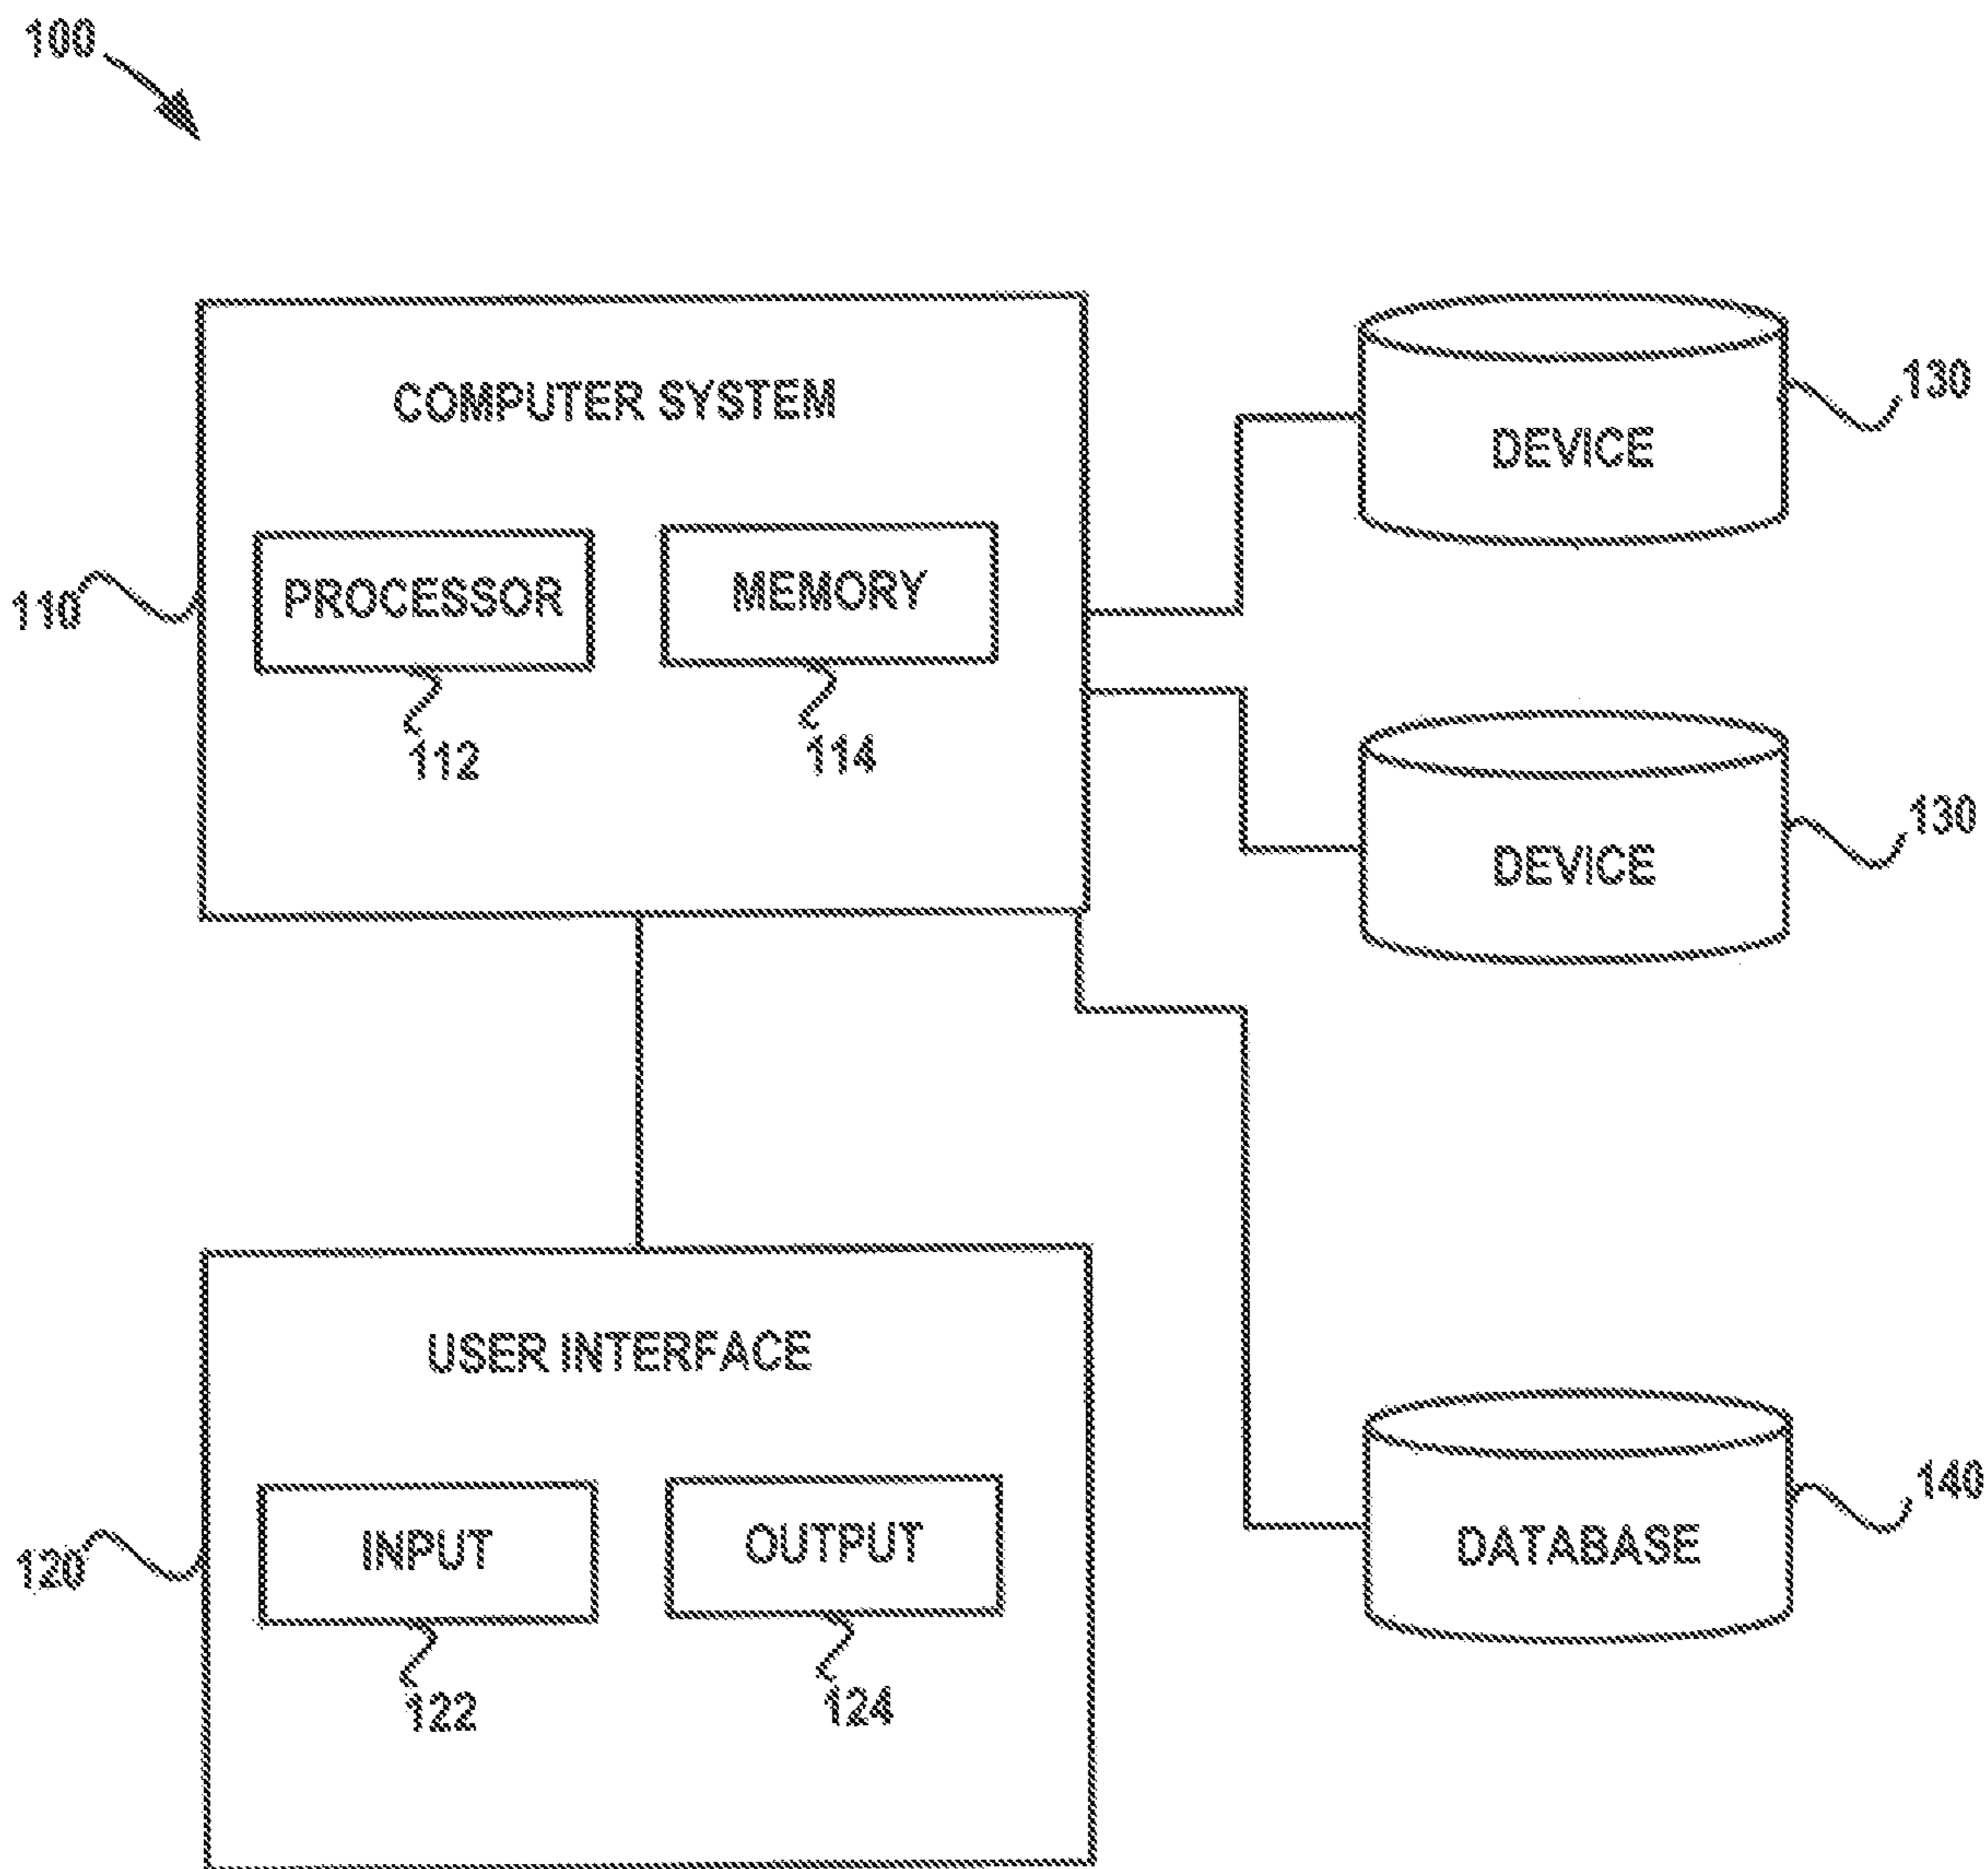 100
COMPUTER SYSTEM
PROCESSOR
MEMORY
110
112
114
DEVICE
130
DEVICE
130
USER INTERFACE
INPUT
OUTPUT
120
122
124
DATABASE
140